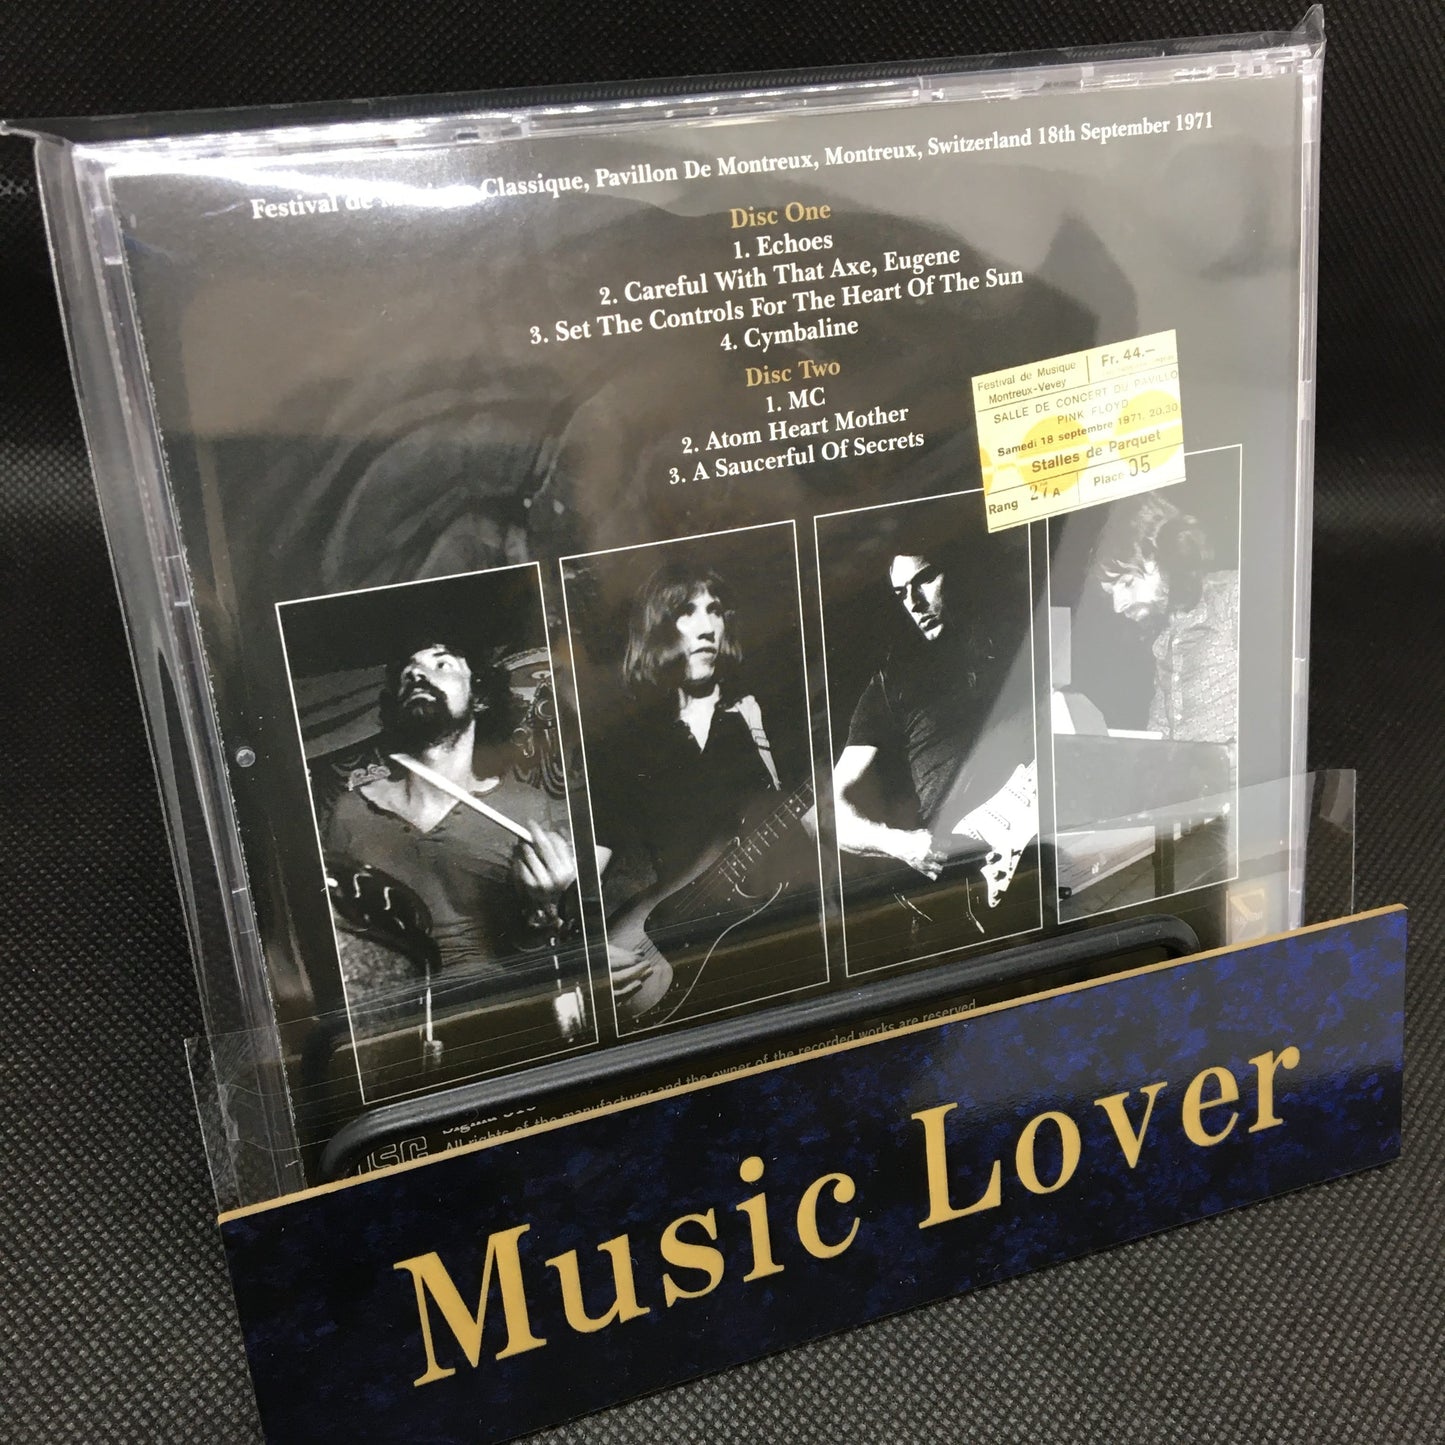 Festival de Musique Classique, Pavillon De Montreux, Montreux, Switzerland 18th September 1971
Disc One
1. Echoes
2. Careful With That Axe, Eugene
3. Set The Controls For The Heart Of The Sun
4. Cymbaline
Disc Two
1. MC
2. Atom Heart Mother
3. A Saucerful Of Secrets
Festival de Musique
Montreux-Vevey
Fr. 44.—
SALLE DE CONCERT DU PAVILLO
PINK FLOYD
Samedi 18 septembre 1971, 20.30
Stalles de Parquet
Rang 27 A
Place 05
All rights of the manufacturer and the owner of the recorded works are reserved
Music Lover